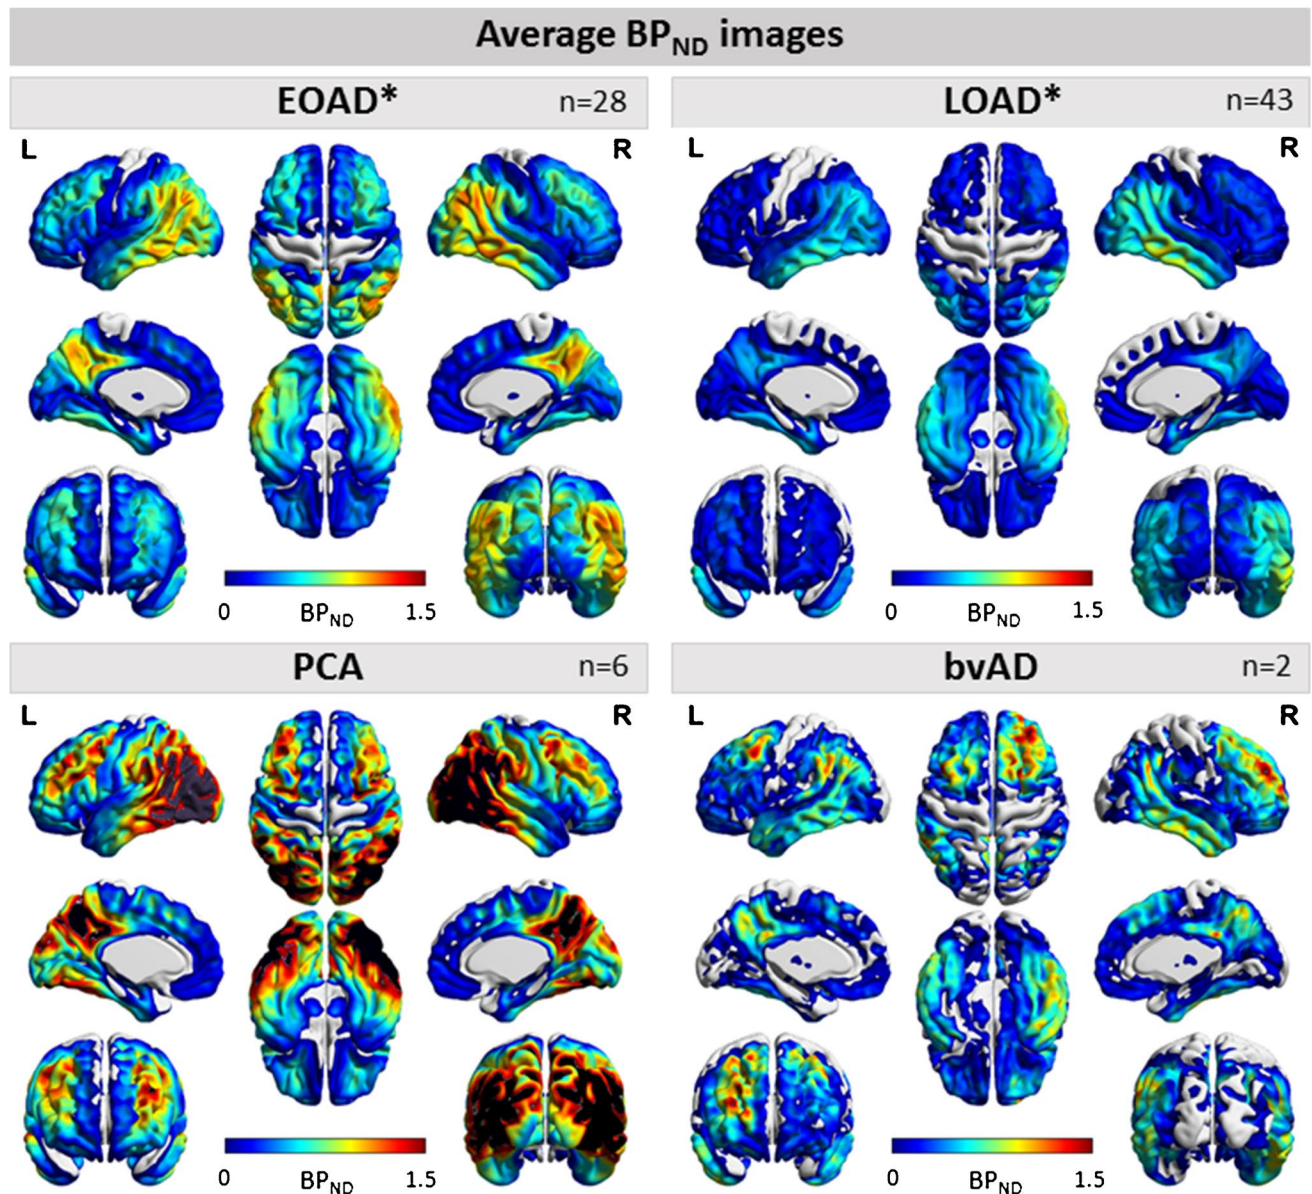 Average BPND images
EOAD* n=28
LOAD* n=43
L R
L R
0 BPND 1.5
0 BPND 1.5
PCA n=6
bvAD n=2
L R
L R
0 BPND 1.5
0 BPND 1.5